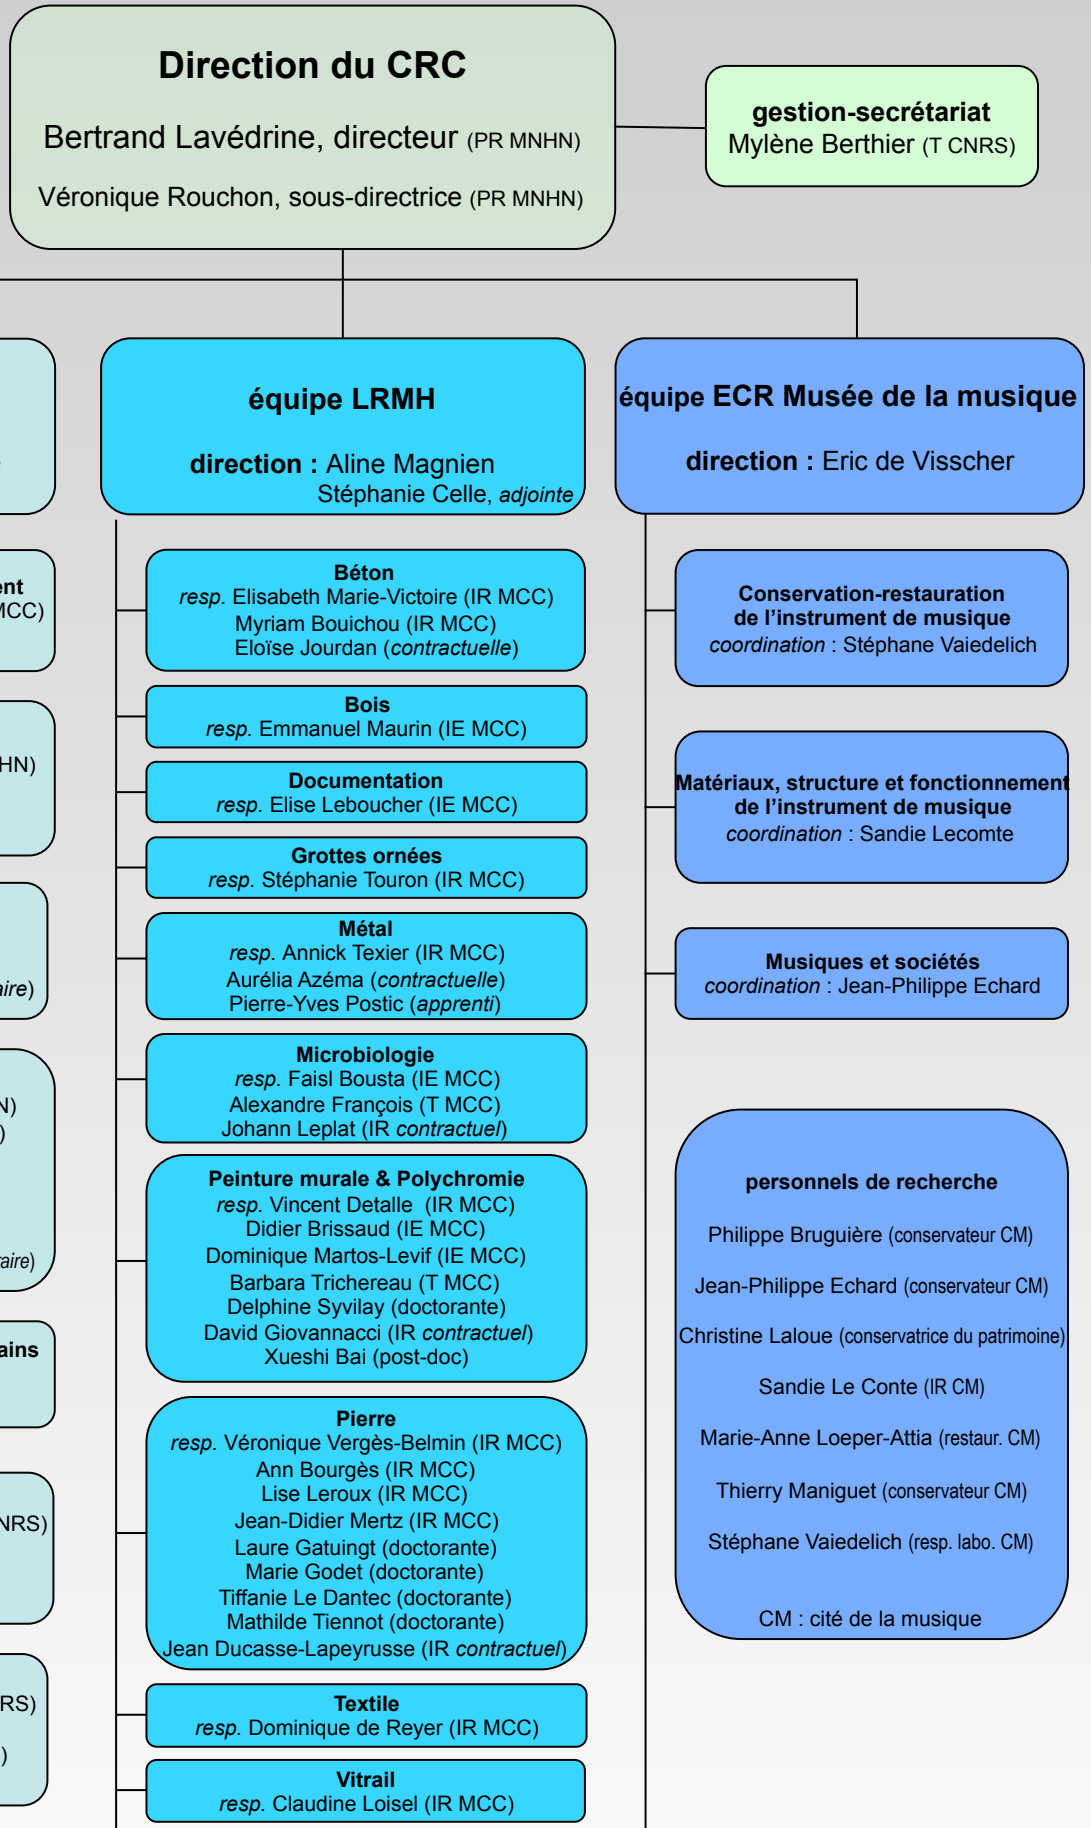 Direction du CRC
Bertrand Lavédrine, directeur (PR MNHN)
Véronique Rouchon, sous-directrice (PR MNHN)
gestion-secrétariat
Mylène Berthier (T CNRS)
MCC)
HN)
N)
)
ains
NRS)
RS)
)
équipe LRMH
direction : Aline Magnien
Stéphanie Celle, adjointe
Béton
resp. Elisabeth Marie-Victoire (IR MCC)
Myriam Bouichou (IR MCC)
Eloïse Jourdan (contractuelle)
Bois
resp. Emmanuel Maurin (IE MCC)
Documentation
resp. Elise Leboucher (IE MCC)
Grottes ornées
resp. Stéphanie Touron (IR MCC)
Métal
resp. Annick Texier (IR MCC)
Aurélia Azéma (contractuelle)
Pierre-Yves Postic (apprenti)
Microbiologie
resp. Faisl Bousta (IE MCC)
Alexandre François (T MCC)
Johann Leplat (IR contractuel)
Peinture murale & Polychromie
resp. Vincent Detalle (IR MCC)
Didier Brissaud (IE MCC)
Dominique Martos-Levif (IE MCC)
Barbara Trichereau (T MCC)
Delphine Syvilay (doctorante)
David Giovannacci (IR contractuel)
Xueshi Bai (post-doc)
Pierre
resp. Véronique Vergès-Belmin (IR MCC)
Ann Bourgès (IR MCC)
Lise Leroux (IR MCC)
Jean-Didier Mertz (IR MCC)
Laure Gatuingt (doctorante)
Marie Godet (doctorante)
Tiffanie Le Dantec (doctorante)
Mathilde Tiennot (doctorante)
Jean Ducasse-Lapeyrusse (IR contractuel)
Textile
resp. Dominique de Reyer (IR MCC)
Vitrail
resp. Claudine Loisel (IR MCC)
équipe ECR Musée de la musique
direction : Eric de Visscher
Conservation-restauration
de l'instrument de musique
coordination : Stéphane Vaiedelich
Matériaux, structure et fonctionnement
de l'instrument de musique
coordination : Sandie Lecomte
Musiques et sociétés
coordination : Jean-Philippe Echard
personnels de recherche
Philippe Bruguière (conservateur CM)
Jean-Philippe Echard (conservateur CM)
Christine Laloue (conservatrice du patrimoine)
Sandie Le Conte (IR CM)
Marie-Anne Loeper-Attia (restaur. CM)
Thierry Maniguet (conservateur CM)
Stéphane Vaiedelich (resp. labo. CM)
CM : cité de la musique